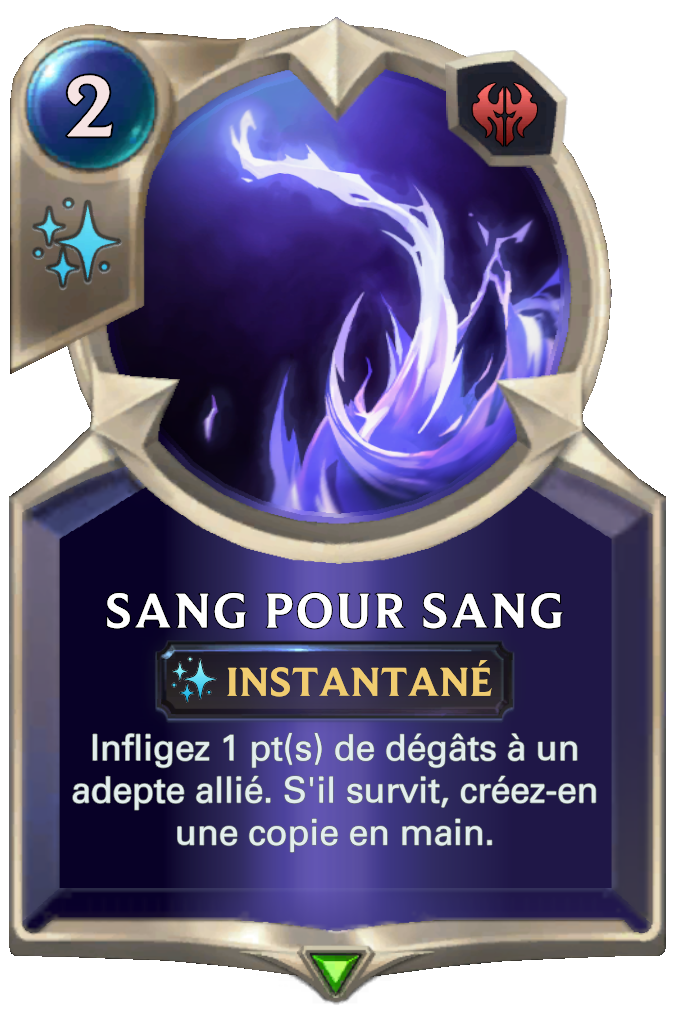 2
SANG POUR SANG
INSTANTANÉ
Infligez 1 pt(s) de dégâts à un
adepte allié. S'il survit, créez-en
une copie en main.